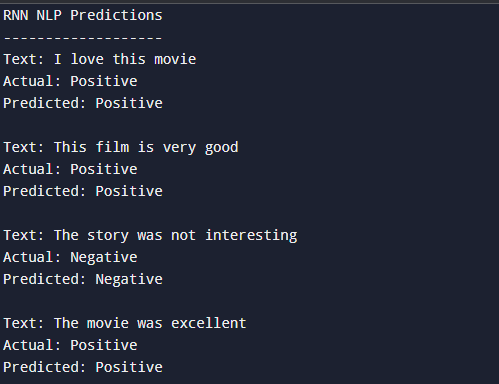 RNN NLP Predictions
-------------------
Text: I love this movie
Actual: Positive
Predicted: Positive
Text: This film is very good
Actual: Positive
Predicted: Positive
Text: The story was not interesting
Actual: Negative
Predicted: Negative
Text: The movie was excellent
Actual: Positive
Predicted: Positive